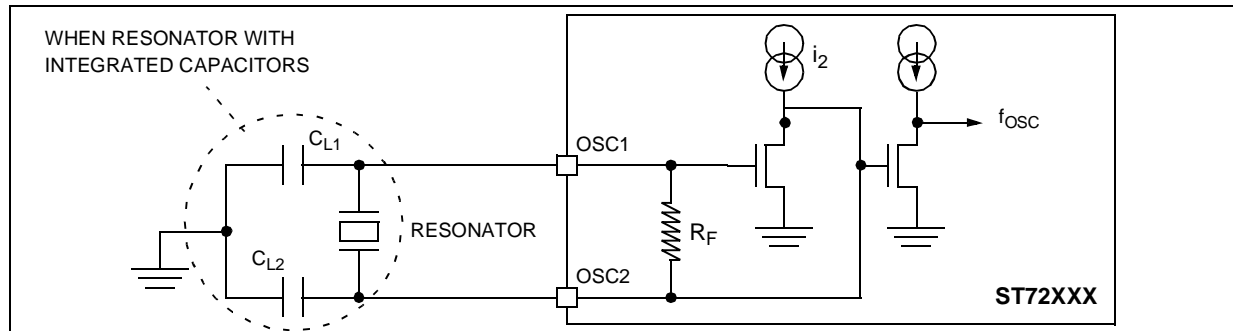 WHEN RESONATOR WITH
INTEGRATED CAPACITORS
i2
fOSC
CL1
OSC1
RESONATOR
RF
CL2
OSC2
ST72XXX